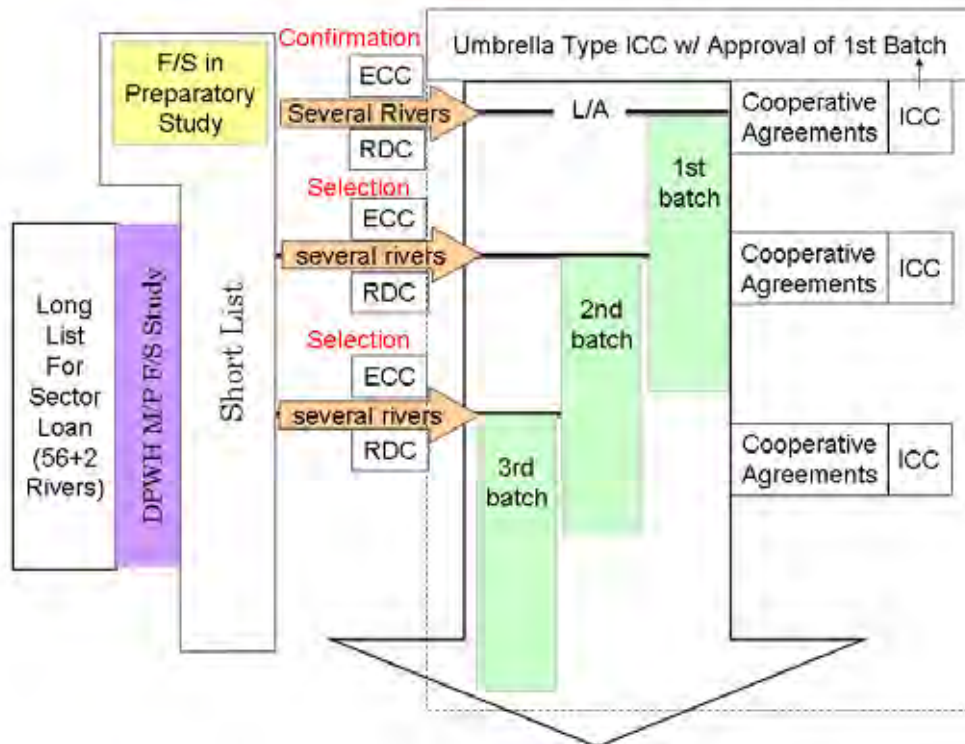 Confirmation
Umbrella Type ICC w/ Approval of 1st Batch
F/S in
Preparatory
Study
ECC
Several Rivers
RDC
L/A
Cooperative
Agreements
ICC
1st
batch
Selection
ECC
several rivers
RDC
Cooperative
Agreements
ICC
Long
List
For
Sector
Loan
(56+2
Rivers)
DPWH M/P F/S Study
Short List
2nd
batch
Selection
ECC
several rivers
RDC
Cooperative
Agreements
ICC
3rd
batch